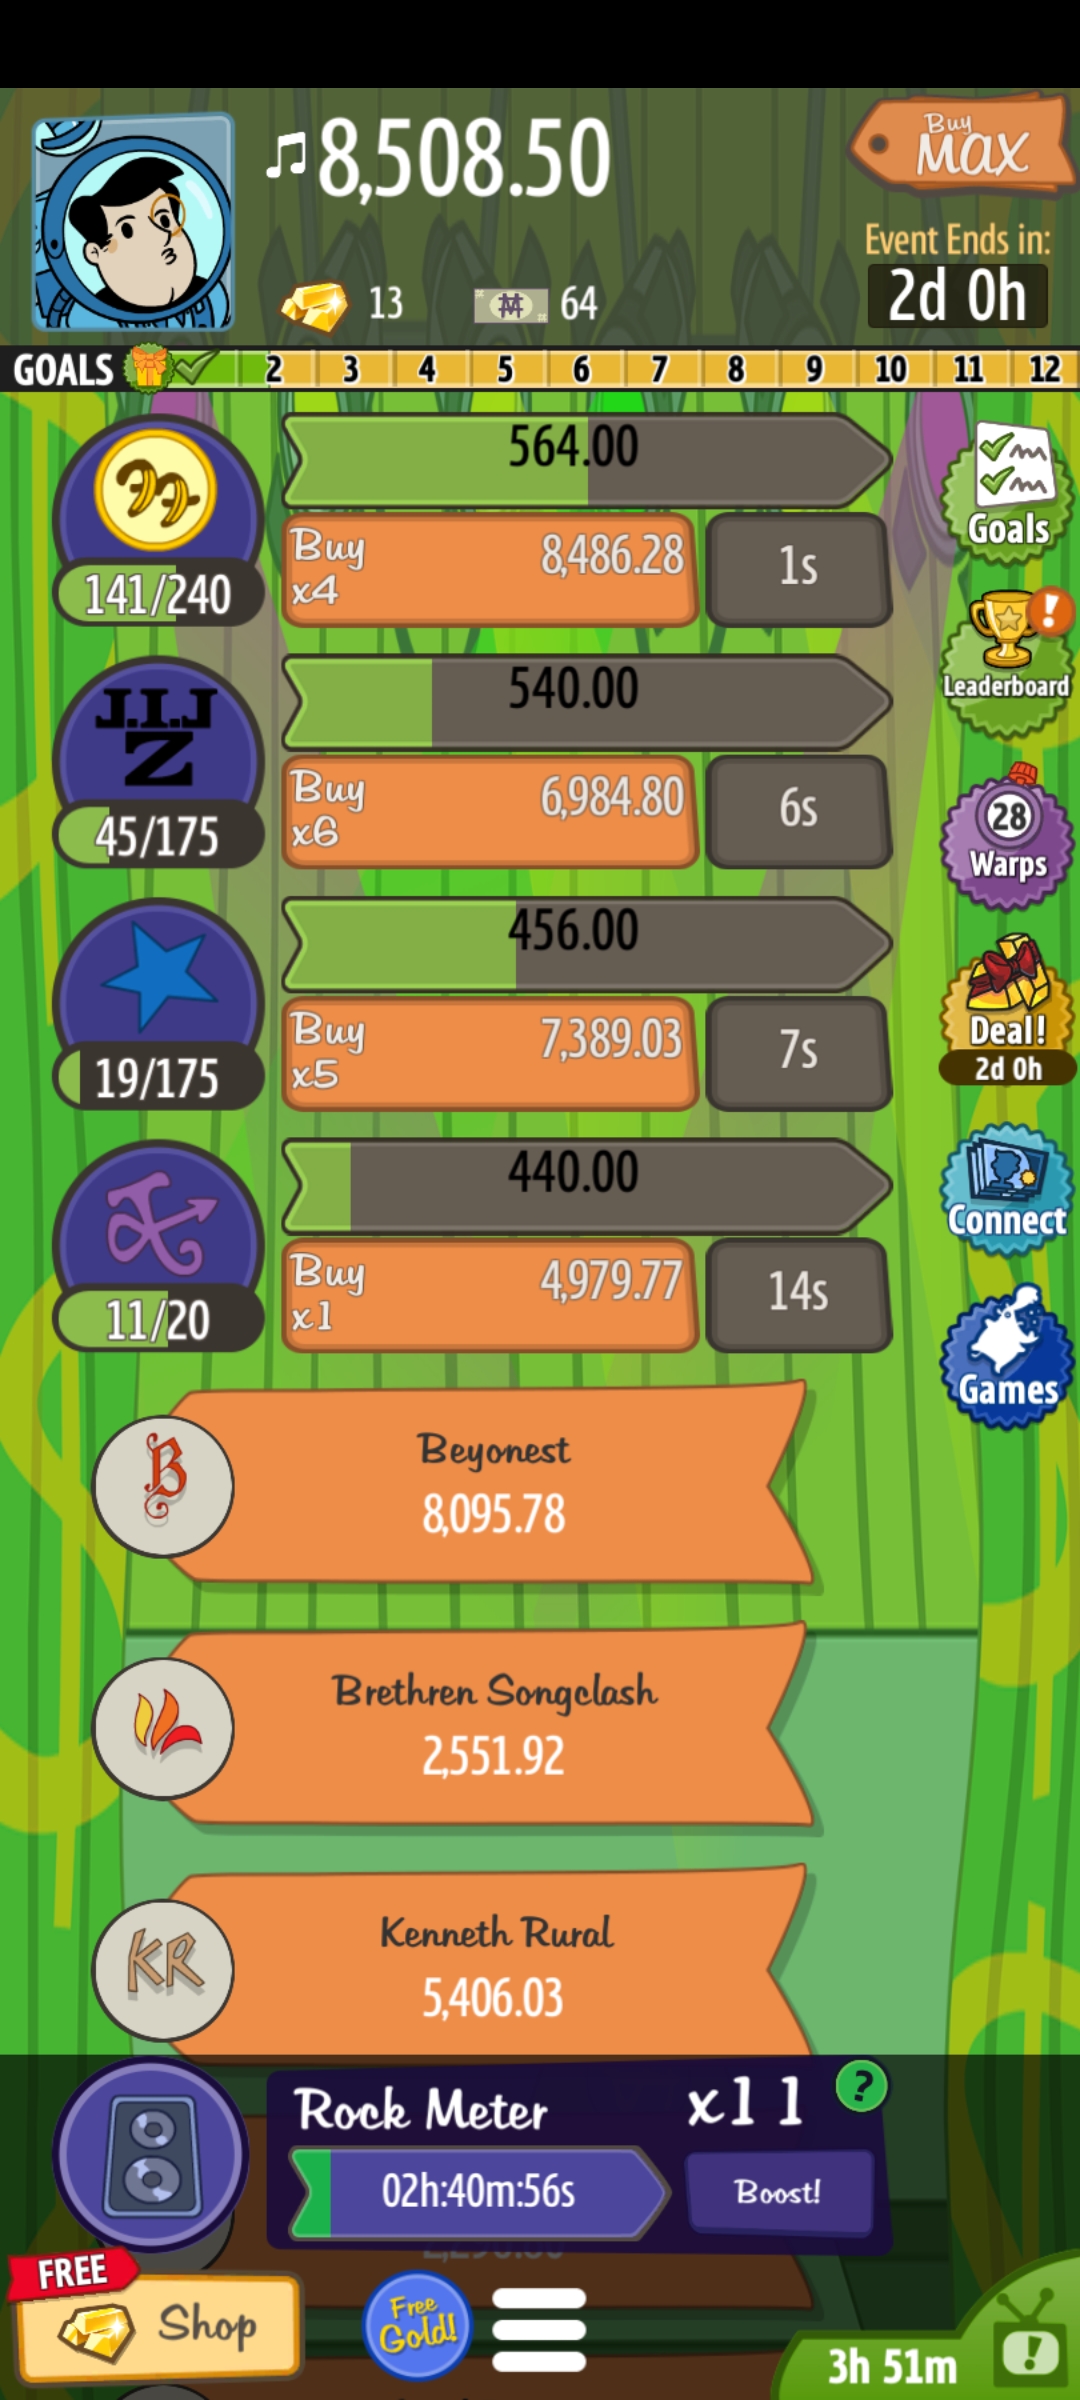 8,508.50
Buy
MAX
Event Ends in:
2d 0h
13
64
GOALS 2 3 4 5 6 7 8 9 10 11 12
564.00
141/240
Buy x4
8,486.28
1s
Goals
J.I.J
Z
540.00
45/175
Buy x6
6,984.80
6s
Leaderboard
28
Warps
456.00
19/175
Buy x5
7,389.03
7s
Deal!
2d 0h
440.00
11/20
Buy x1
4,979.77
14s
Connect
Games
B
Beyonest
8,095.78
Brethren Songclash
2,551.92
KR
Kenneth Rural
5,406.03
Rock Meter
x11
?
02h:40m:56s
Boost!
FREE
Shop
Free
Gold!
3h 51m